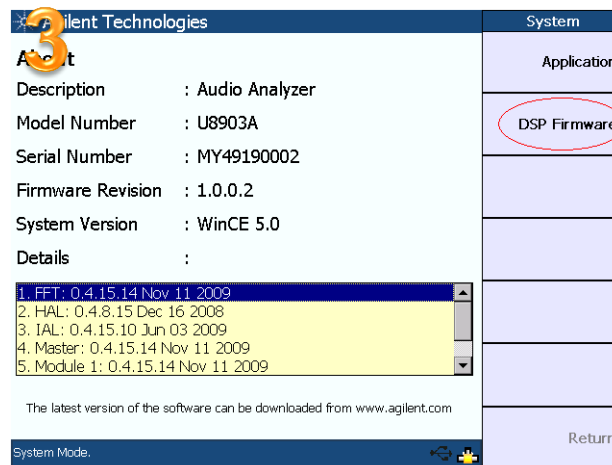 Agilent Technologies
System
3
About
Application
Description : Audio Analyzer
Model Number : U8903A
DSP Firmware
Serial Number : MY49190002
Firmware Revision : 1.0.0.2
System Version : WinCE 5.0
Details :
1. FFT: 0.4.15.14 Nov 11 2009
2. HAL: 0.4.8.15 Dec 16 2008
3. IAL: 0.4.15.10 Jun 03 2009
4. Master: 0.4.15.14 Nov 11 2009
5. Module 1: 0.4.15.14 Nov 11 2009
The latest version of the software can be downloaded from www.agilent.com
Return
System Mode.